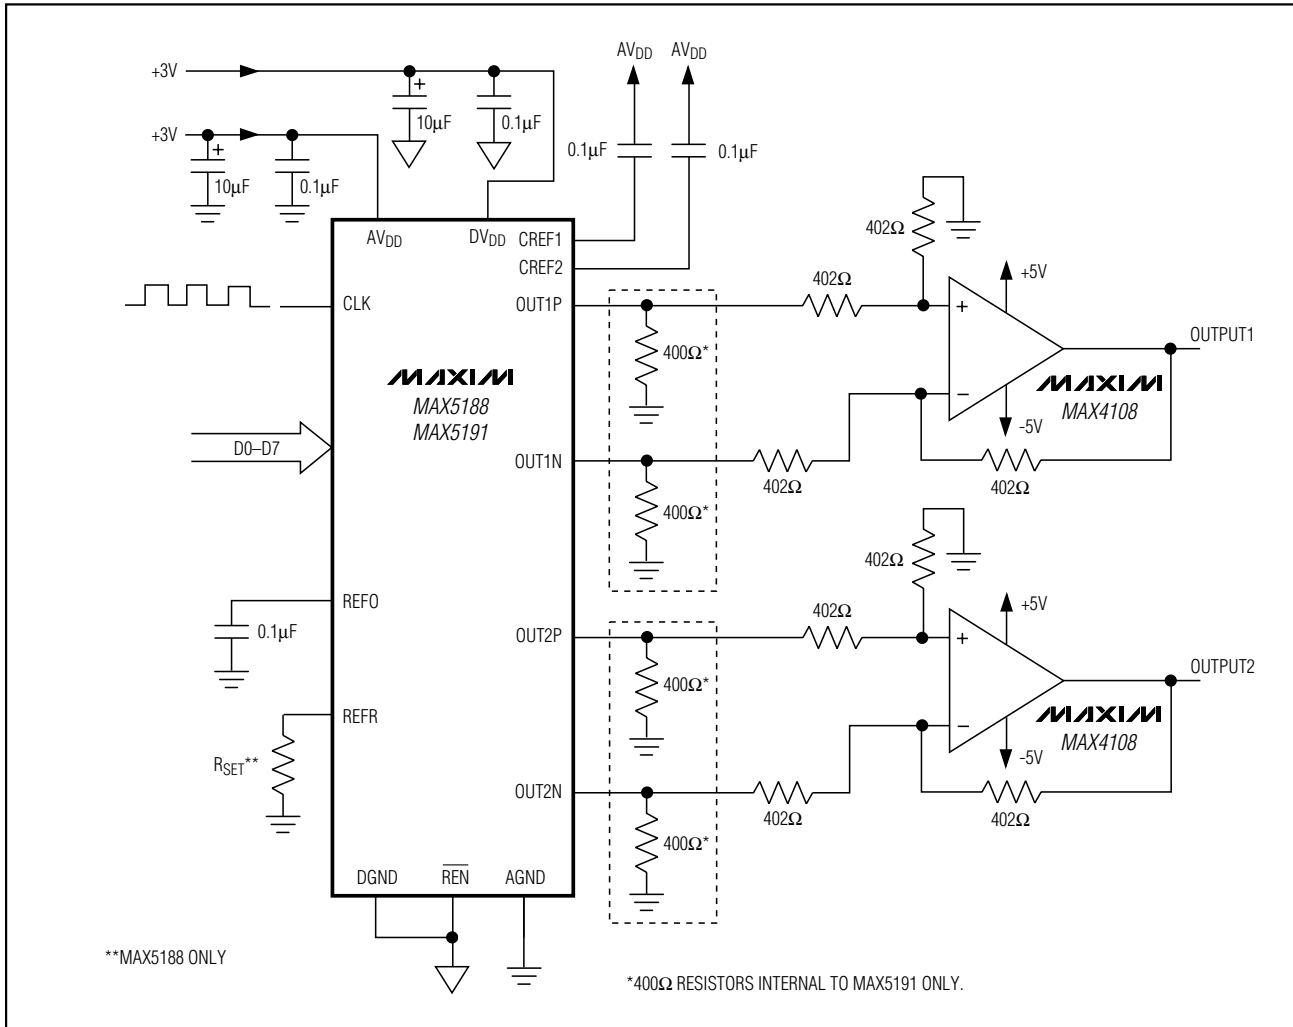 AVDD AVDD
+3V
+
10µF
0.1µF
0.1µF
0.1µF
+3V
+
10µF
0.1µF
AVDD
DVDD
CREF1
CREF2
CLK
OUT1P
MAXIM
MAX5188
MAX5191
D0–D7
OUT1N
REFO
0.1µF
OUT2P
REFR
RSET**
OUT2N
DGND
REN
AGND
400Ω*
400Ω*
400Ω*
400Ω*
402Ω
402Ω
+5V
+
−
-5V
OUTPUT1
MAXIM
MAX4108
402Ω
402Ω
402Ω
402Ω
+5V
+
−
-5V
OUTPUT2
MAXIM
MAX4108
402Ω
402Ω
**MAX5188 ONLY
*400Ω RESISTORS INTERNAL TO MAX5191 ONLY.